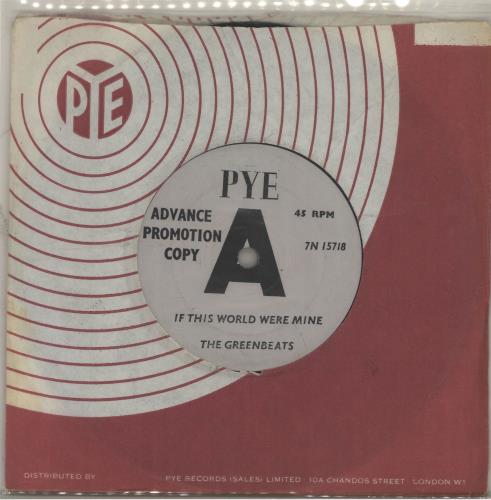 PYE
PYE
ADVANCE
PROMOTION
COPY
45 RPM
7N 15718
A
IF THIS WORLD WERE MINE
THE GREENBEATS
DISTRIBUTED BY PYE RECORDS (SALES) LIMITED · 10A CHANDOS STREET · LONDON W1